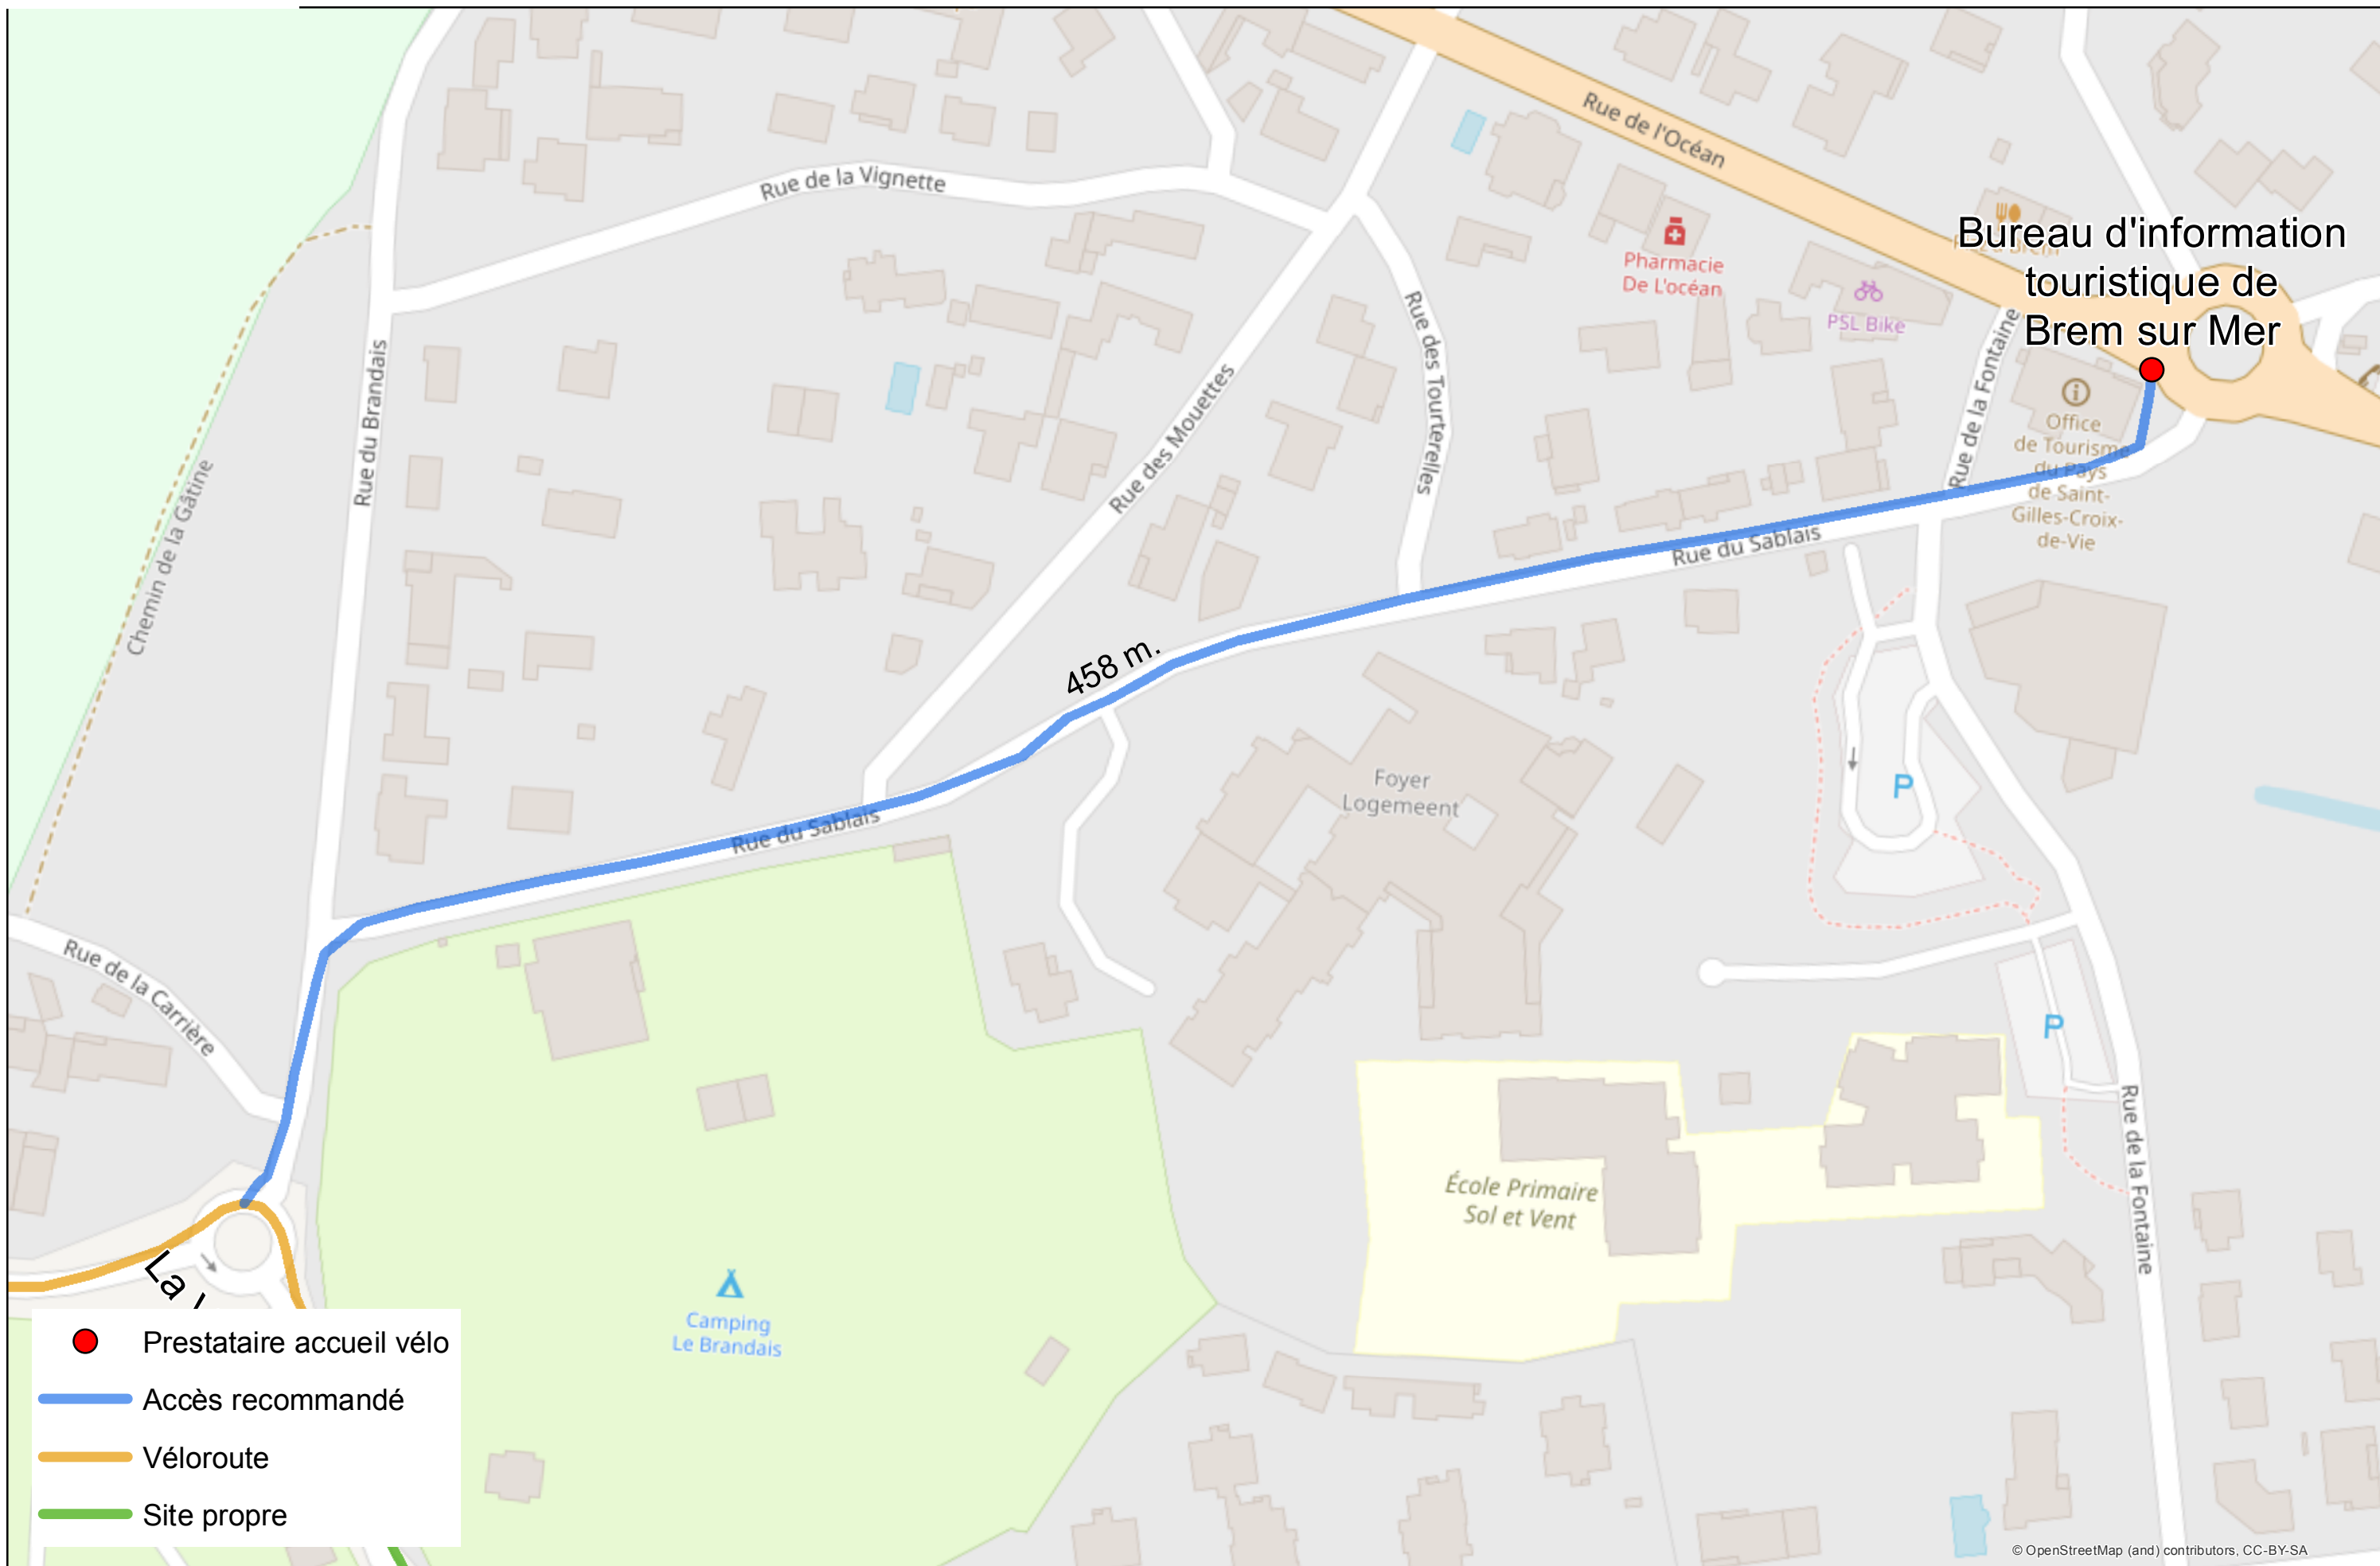 Rue de l'Océan
Rue de la Vignette
Bureau d'information
touristique de
Brem sur Mer
Pharmacie
De L'océan
PSL Bike
Rue des Tourterelles
Rue de la Fontaine
Rue du Brandais
Rue des Mouettes
Office
de Tourisme
du Pays
de Saint-
Gilles-Croix-
de-Vie
Chemin de la Gâtine
Rue du Sablais
458 m.
Foyer
Logemeent
P
Rue du Sablais
Rue de la Carrière
P
École Primaire
Sol et Vent
Rue de la Fontaine
La
Camping
Le Brandais
Prestataire accueil vélo
Accès recommandé
Véloroute
Site propre
© OpenStreetMap (and) contributors, CC-BY-SA